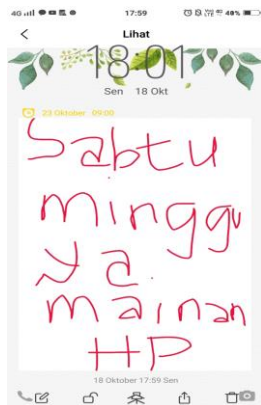 4G 17:59 48%
Lihat
18:01
Sen 18 Okt
23 Oktober 09:00
Sabtu
minggu
ya.
mainan
HP
18 Oktober 17:59 Sen